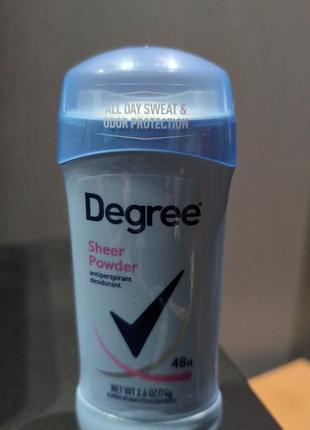 ALL DAY SWEAT &
ODOR PROTECTION
Degree
Sheer
Powder
antiperspirant
deodorant
48H
NET WT 2.6 OZ/74g